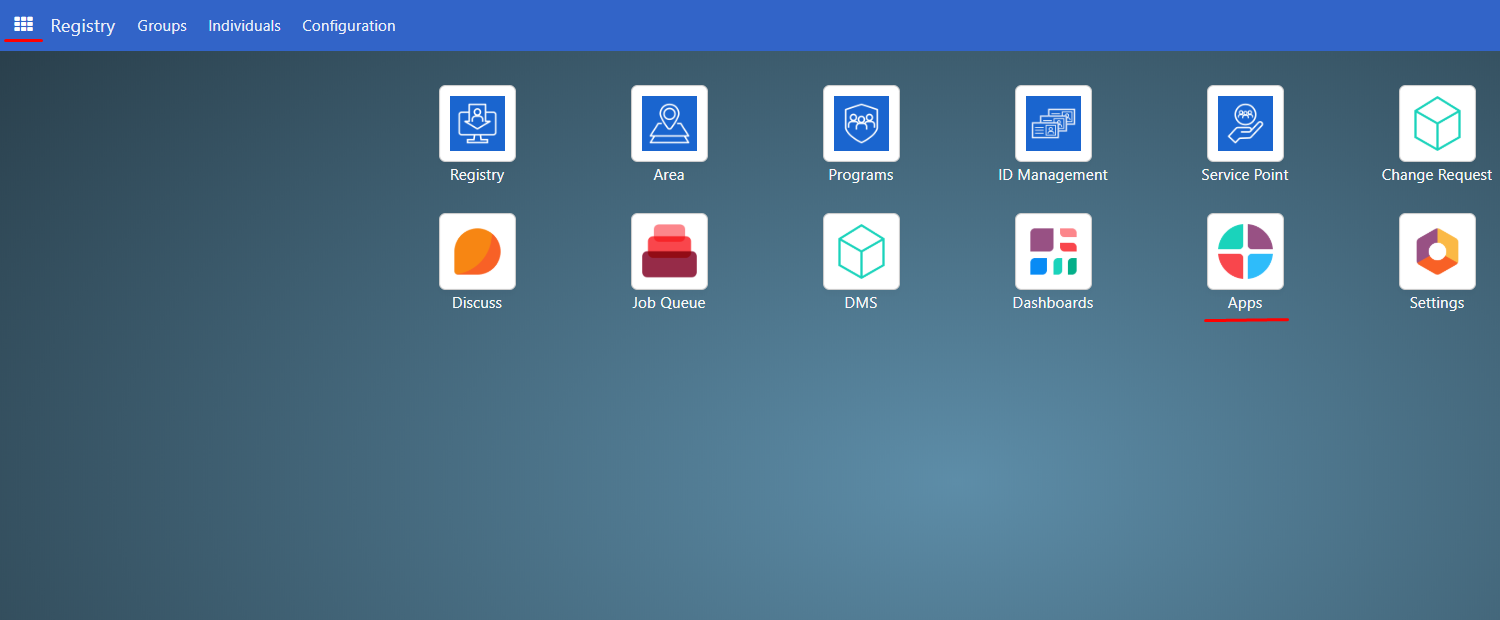 Registry Groups Individuals Configuration
Registry Area Programs ID Management Service Point Change Request
Discuss Job Queue DMS Dashboards Apps Settings